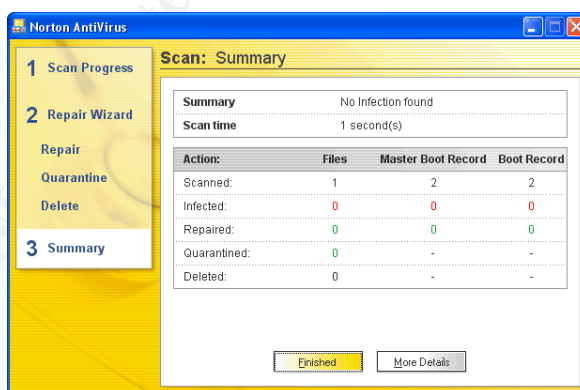 Norton AntiVirus
1 Scan Progress
2 Repair Wizard
Repair
Quarantine
Delete
3 Summary
Scan: Summary
Summary No Infection found
Scan time 1 second(s)
Action: Files Master Boot Record Boot Record
Scanned: 1 2 2
Infected: 0 0 0
Repaired: 0 0 0
Quarantined: 0 - -
Deleted: 0 - -
Finished More Details